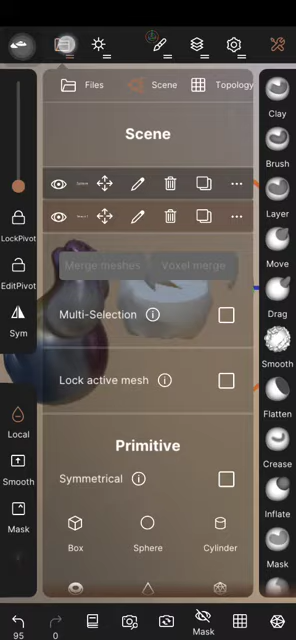 Files
Scene
Topology
Scene
Merge meshes
Voxel merge
Multi-Selection
Lock active mesh
Primitive
Symmetrical
Box
Sphere
Cylinder
LockPivot
EditPivot
Sym
Local
Smooth
Mask
Clay
Brush
Layer
Move
Drag
Smooth
Flatten
Crease
Inflate
Mask
95
0
Mask